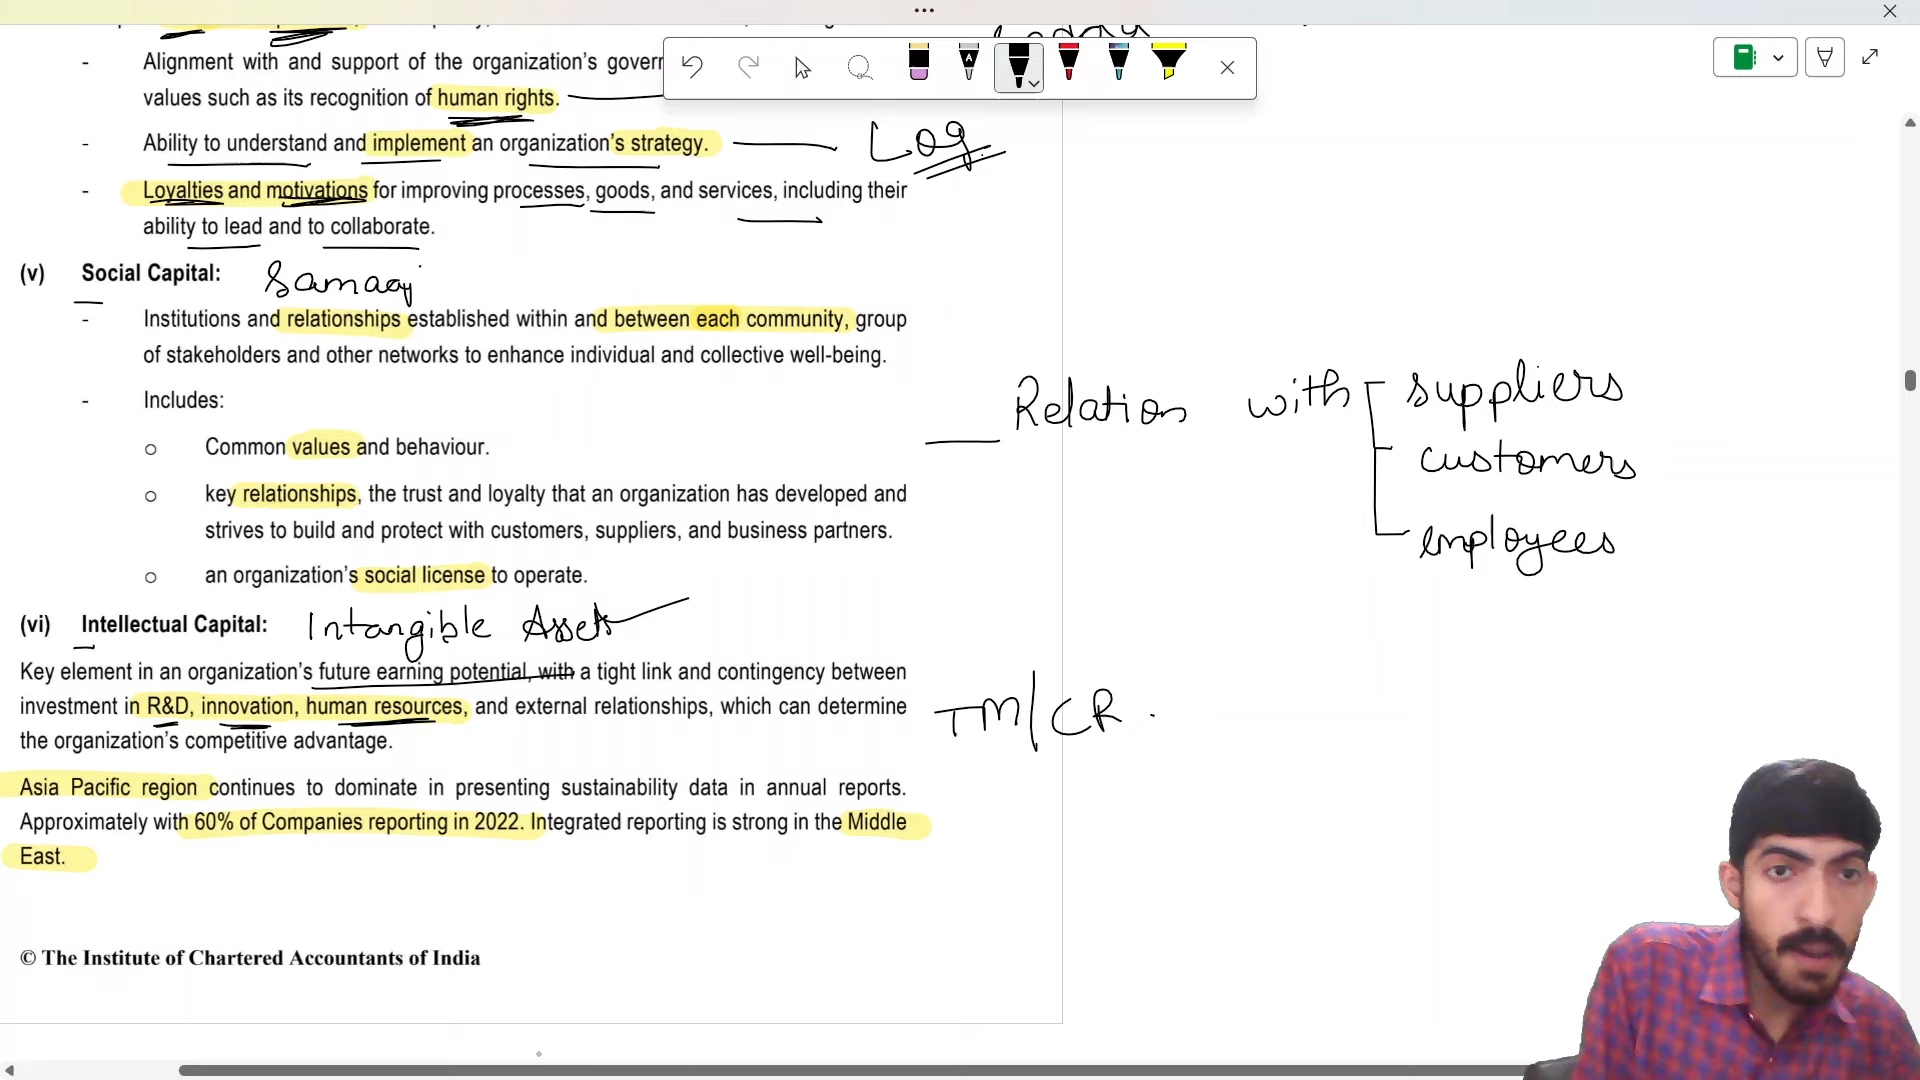 Alignment with and support of the organization's gover
values such as its recognition of human rights.
- Ability to understand and implement an organization's strategy. Log
- Loyalties and motivations for improving processes, goods, and services, including their
ability to lead and to collaborate.
(v) Social Capital: Samaaj
- Institutions and relationships established within and between each community, group
of stakeholders and other networks to enhance individual and collective well-being.
- Includes:
o Common values and behaviour.
o key relationships, the trust and loyalty that an organization has developed and
strives to build and protect with customers, suppliers, and business partners.
o an organization's social license to operate.
Relation with suppliers
customers
employees
(vi) Intellectual Capital: Intangible Assets
Key element in an organization's future earning potential, with a tight link and contingency between
investment in R&D, innovation, human resources, and external relationships, which can determine
the organization's competitive advantage.
TM/CR
Asia Pacific region continues to dominate in presenting sustainability data in annual reports.
Approximately with 60% of Companies reporting in 2022. Integrated reporting is strong in the Middle
East.
© The Institute of Chartered Accountants of India